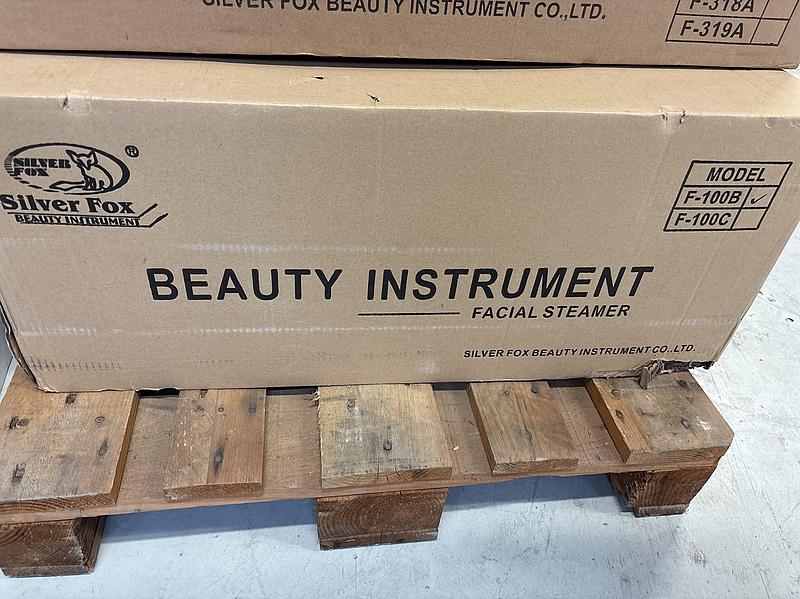 SILVER FOX BEAUTY INSTRUMENT CO.,LTD.
F-318A
F-319A
SILVER
FOX
®
Silver Fox
BEAUTY INSTRUMENT
MODEL
F-100B ✓
F-100C
BEAUTY INSTRUMENT
FACIAL STEAMER
SILVER FOX BEAUTY INSTRUMENT CO.,LTD.